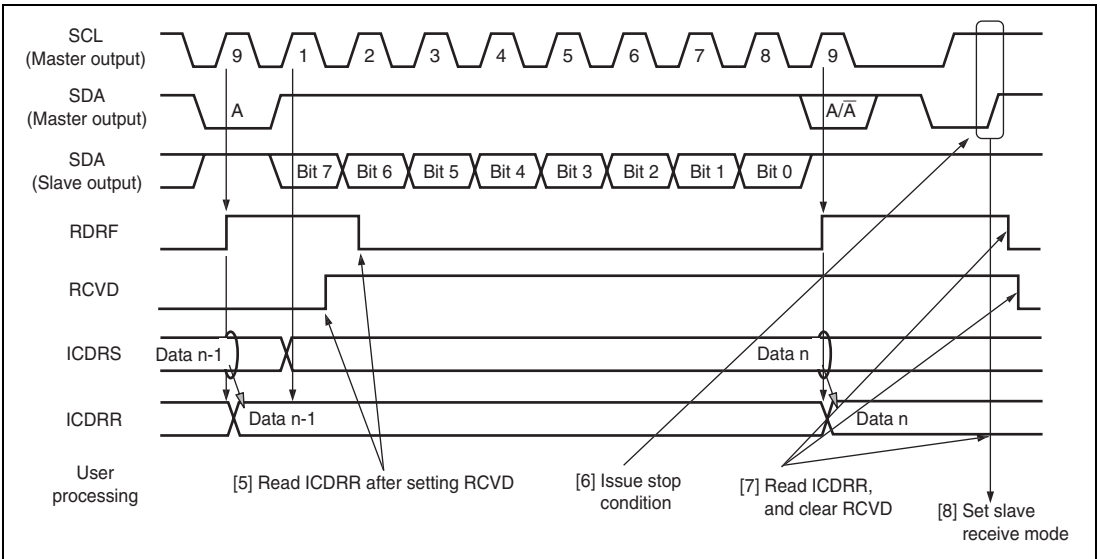 SCL
(Master output)
9 1 2 3 4 5 6 7 8 9
SDA
(Master output)
A A/A̅
SDA
(Slave output)
Bit 7 Bit 6 Bit 5 Bit 4 Bit 3 Bit 2 Bit 1 Bit 0
RDRF
RCVD
ICDRS
Data n-1 Data n
ICDRR
Data n-1 Data n
User
processing
[5] Read ICDRR after setting RCVD
[6] Issue stop
condition
[7] Read ICDRR,
and clear RCVD
[8] Set slave
receive mode